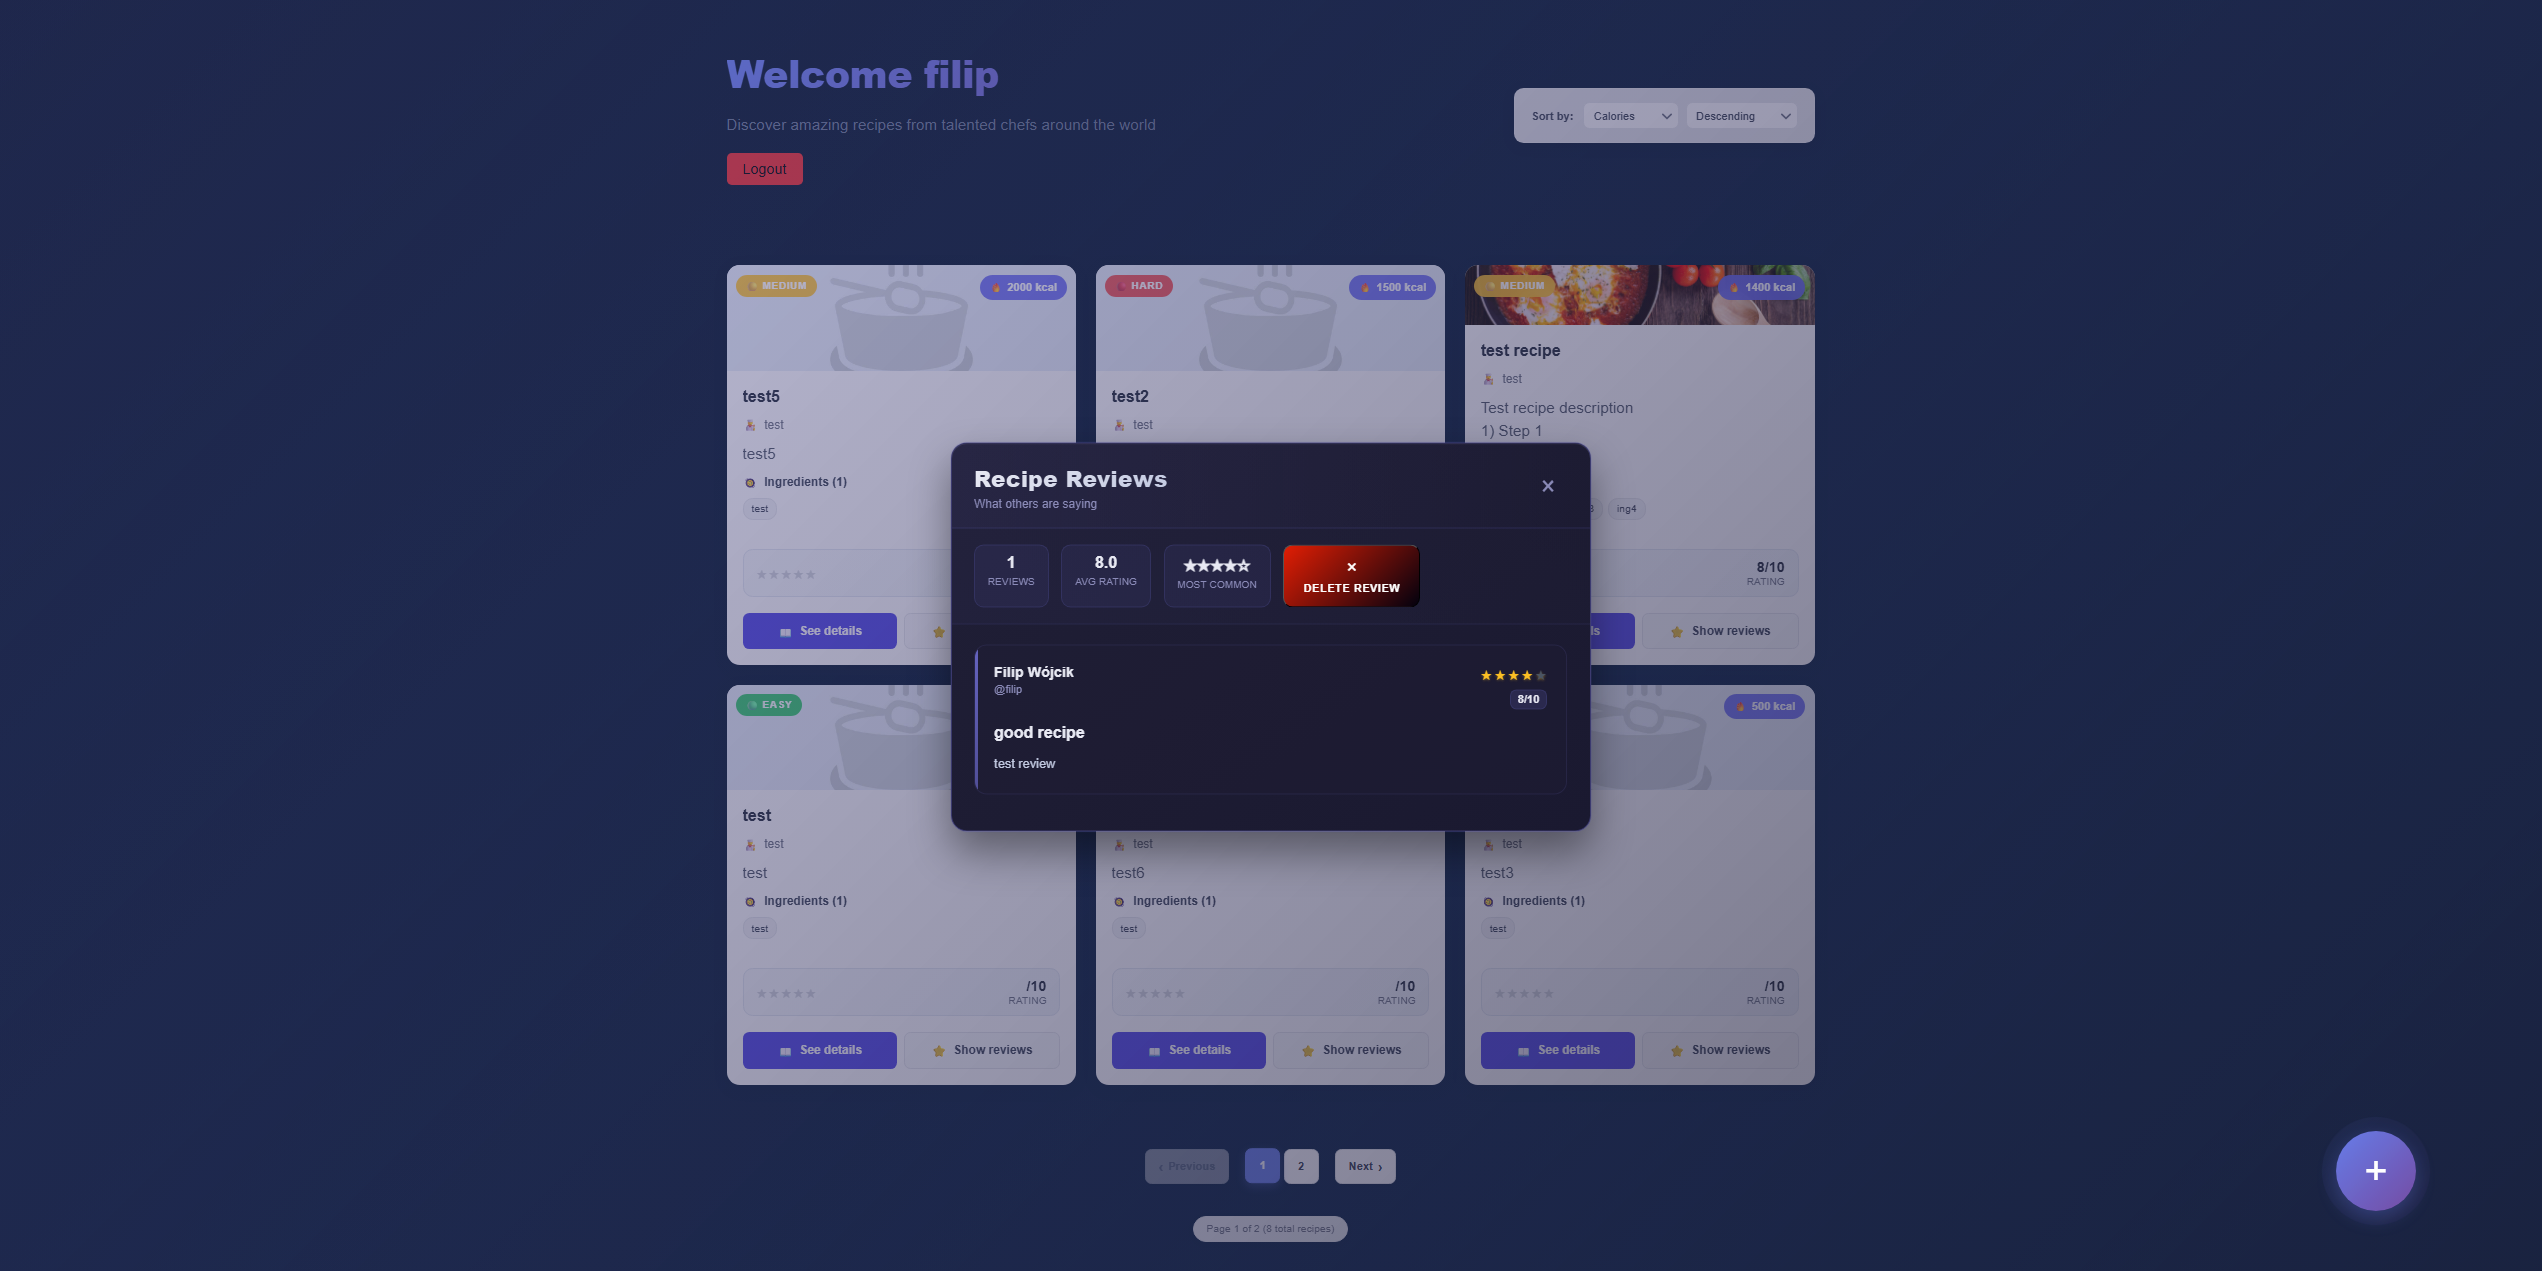 Welcome filip
Discover amazing recipes from talented chefs around the world
Logout
Sort by: Calories Descending
MEDIUM 2000 kcal
test5
test
test5
Ingredients (1)
test
★★★★★
See details
HARD 1500 kcal
test2
test
MEDIUM 1400 kcal
test recipe
test
Test recipe description
1) Step 1
ing4
8/10
RATING
Show reviews
Recipe Reviews
What others are saying
×
1
REVIEWS
8.0
AVG RATING
★★★★☆
MOST COMMON
×
DELETE REVIEW
Filip Wójcik
@filip
★★★★★
8/10
good recipe
test review
EASY
test
test
test
Ingredients (1)
test
★★★★★
/10
RATING
See details Show reviews
test
test6
Ingredients (1)
test
★★★★★
/10
RATING
See details Show reviews
500 kcal
test
test3
Ingredients (1)
test
★★★★★
/10
RATING
See details Show reviews
‹ Previous 1 2 Next ›
Page 1 of 2 (8 total recipes)
+